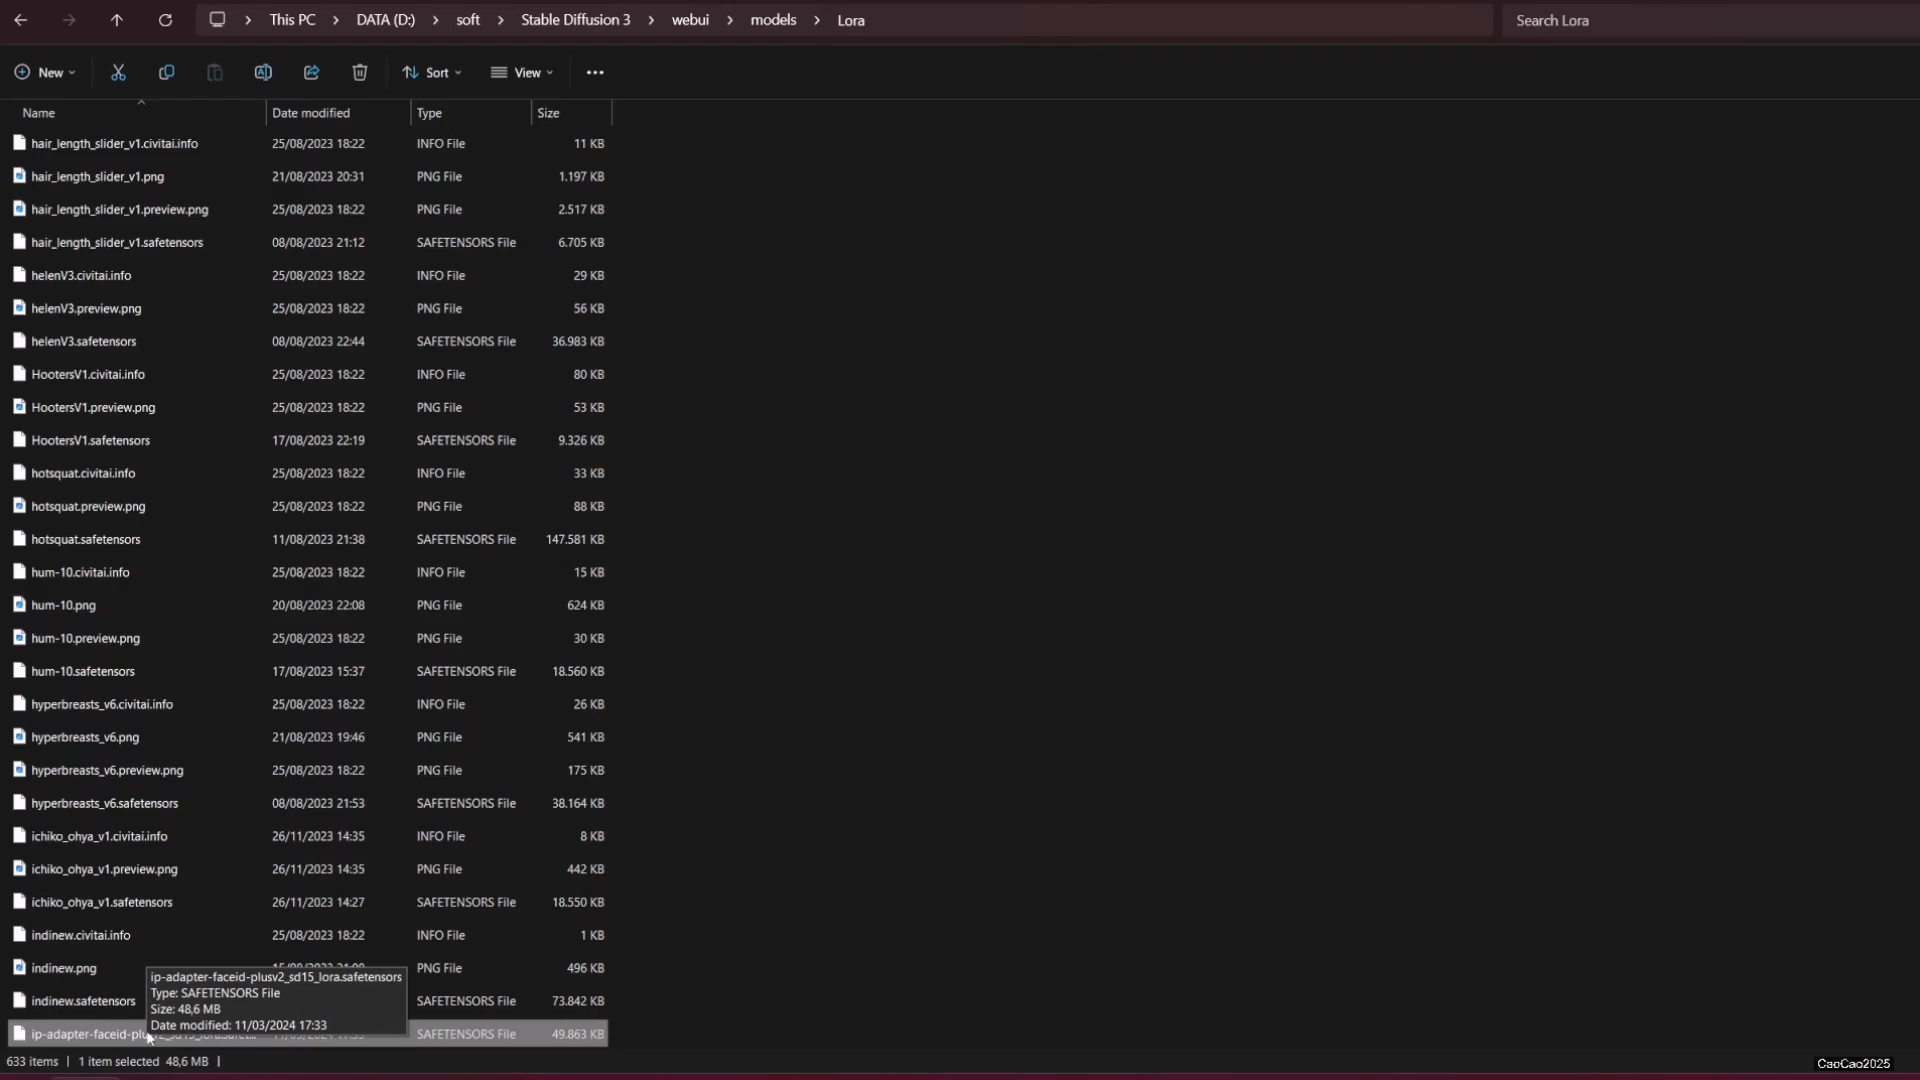 This PC > DATA (D:) > soft > Stable Diffusion 3 > webui > models > Lora
Search Lora
New Sort View
Name Date modified Type Size
hair_length_slider_v1.civitai.info 25/08/2023 18:22 INFO File 11 KB
hair_length_slider_v1.png 21/08/2023 20:31 PNG File 1.197 KB
hair_length_slider_v1.preview.png 25/08/2023 18:22 PNG File 2.517 KB
hair_length_slider_v1.safetensors 08/08/2023 21:12 SAFETENSORS File 6.705 KB
helenV3.civitai.info 25/08/2023 18:22 INFO File 29 KB
helenV3.preview.png 25/08/2023 18:22 PNG File 56 KB
helenV3.safetensors 08/08/2023 22:44 SAFETENSORS File 36.983 KB
HootersV1.civitai.info 25/08/2023 18:22 INFO File 80 KB
HootersV1.preview.png 25/08/2023 18:22 PNG File 53 KB
HootersV1.safetensors 17/08/2023 22:19 SAFETENSORS File 9.326 KB
hotsquat.civitai.info 25/08/2023 18:22 INFO File 33 KB
hotsquat.preview.png 25/08/2023 18:22 PNG File 88 KB
hotsquat.safetensors 11/08/2023 21:38 SAFETENSORS File 147.581 KB
hum-10.civitai.info 25/08/2023 18:22 INFO File 15 KB
hum-10.png 20/08/2023 22:08 PNG File 624 KB
hum-10.preview.png 25/08/2023 18:22 PNG File 30 KB
hum-10.safetensors 17/08/2023 15:37 SAFETENSORS File 18.560 KB
hyperbreasts_v6.civitai.info 25/08/2023 18:22 INFO File 26 KB
hyperbreasts_v6.png 21/08/2023 19:46 PNG File 541 KB
hyperbreasts_v6.preview.png 25/08/2023 18:22 PNG File 175 KB
hyperbreasts_v6.safetensors 08/08/2023 21:53 SAFETENSORS File 38.164 KB
ichiko_ohya_v1.civitai.info 26/11/2023 14:35 INFO File 8 KB
ichiko_ohya_v1.preview.png 26/11/2023 14:35 PNG File 442 KB
ichiko_ohya_v1.safetensors 26/11/2023 14:27 SAFETENSORS File 18.550 KB
indinew.civitai.info 25/08/2023 18:22 INFO File 1 KB
indinew.png PNG File 496 KB
ip-adapter-faceid-plusv2_sd15_lora.safetensors
Type: SAFETENSORS File
Size: 48,6 MB
Date modified: 11/03/2024 17:33
indinew.safetensors SAFETENSORS File 73.842 KB
ip-adapter-faceid-plu SAFETENSORS File 49.863 KB
633 items | 1 item selected 48,6 MB |
CaoCao2025